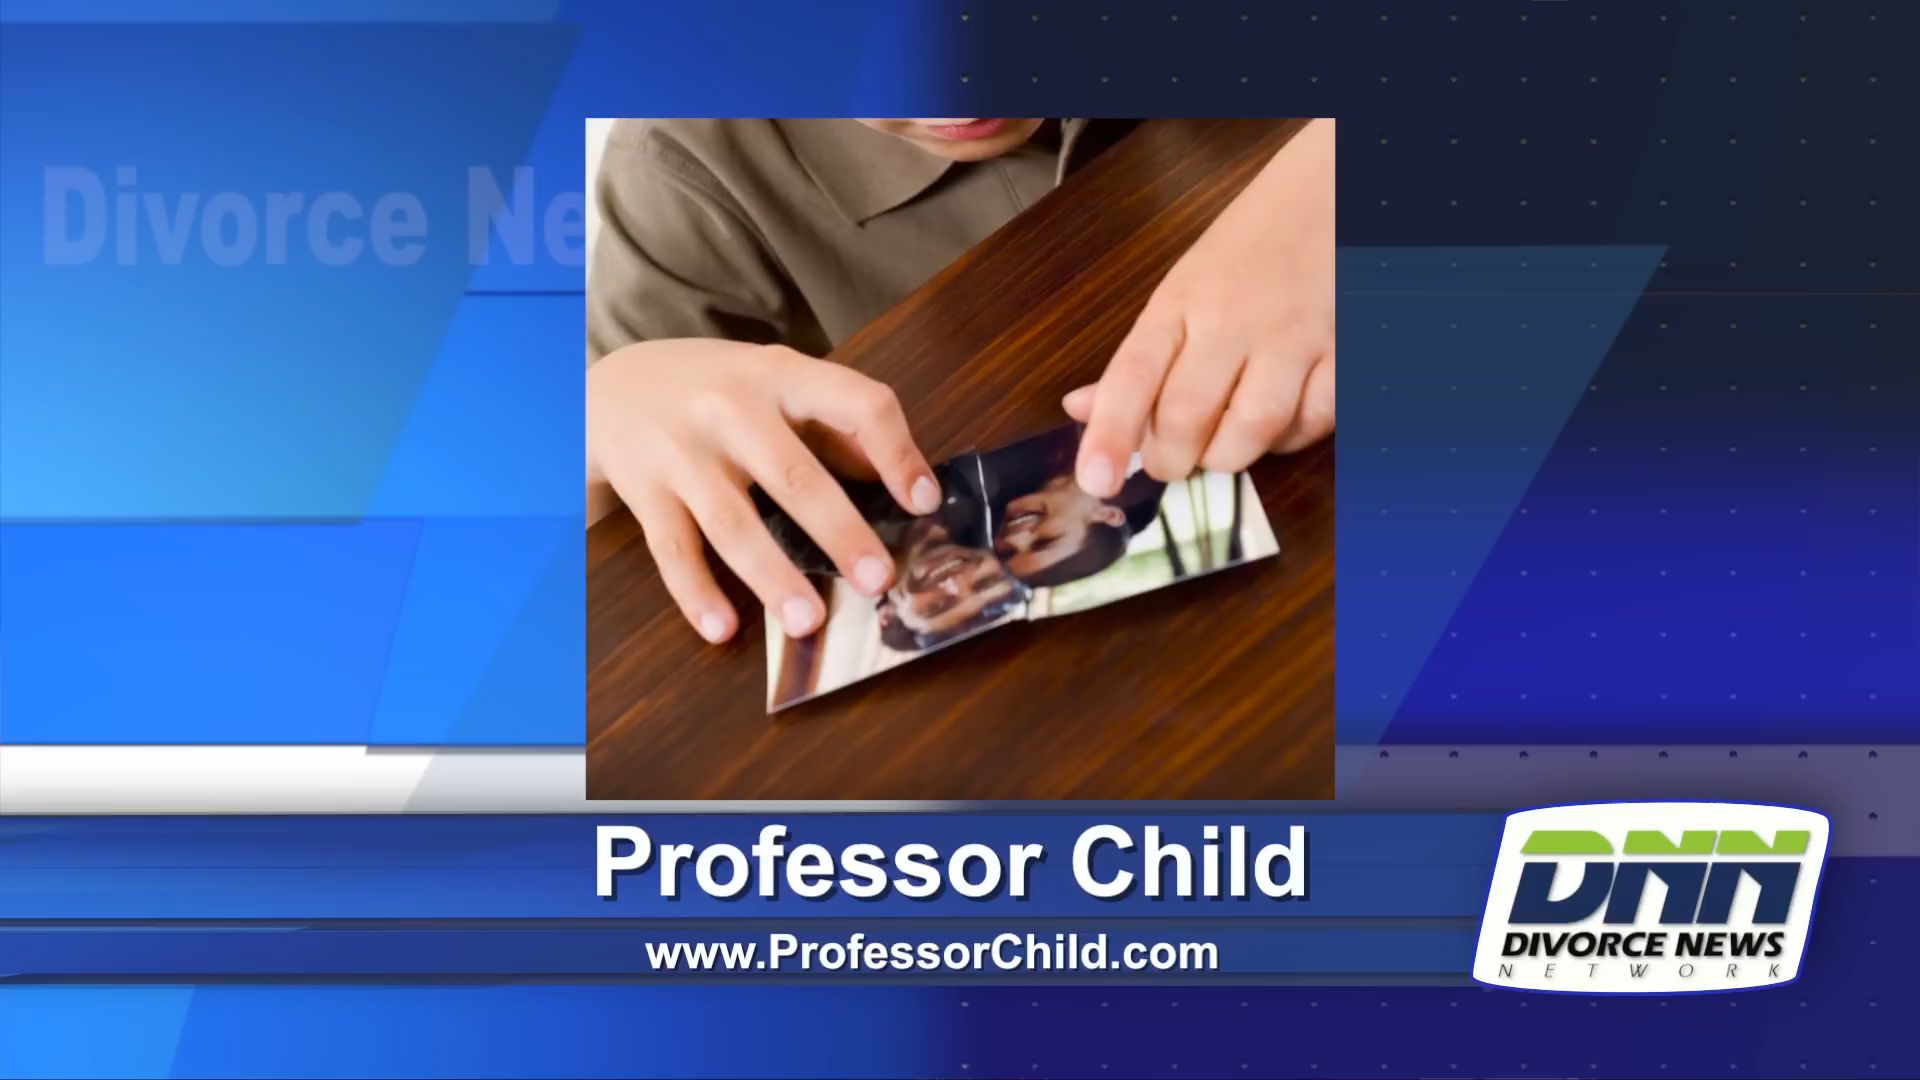 Divorce Ne
Professor Child
www.ProfessorChild.com
DNN
DIVORCE NEWS
NETWORK